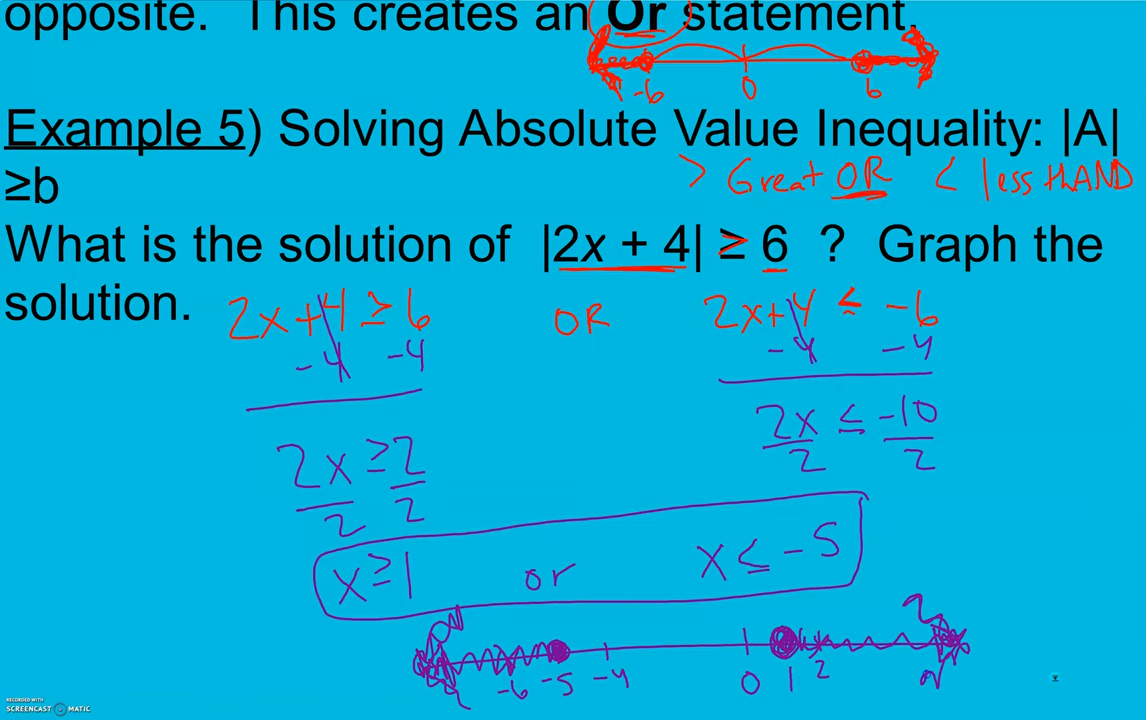 opposite. This creates an Or statement.
-6 0 6
Example 5) Solving Absolute Value Inequality: |A|
≥b
> Great OR < less thAND
What is the solution of |2x + 4| ≥ 6 ? Graph the
solution.
2x+4 ≥ 6 OR 2x+4 ≤ -6
-4 -4 -4 -4
2x ≤ -10
2 2
2x ≥ 2
2 2
x ≥ 1 or x ≤ -5
-6 -5 -4 0 1 2
RECORDED WITH
SCREENCAST MATIC